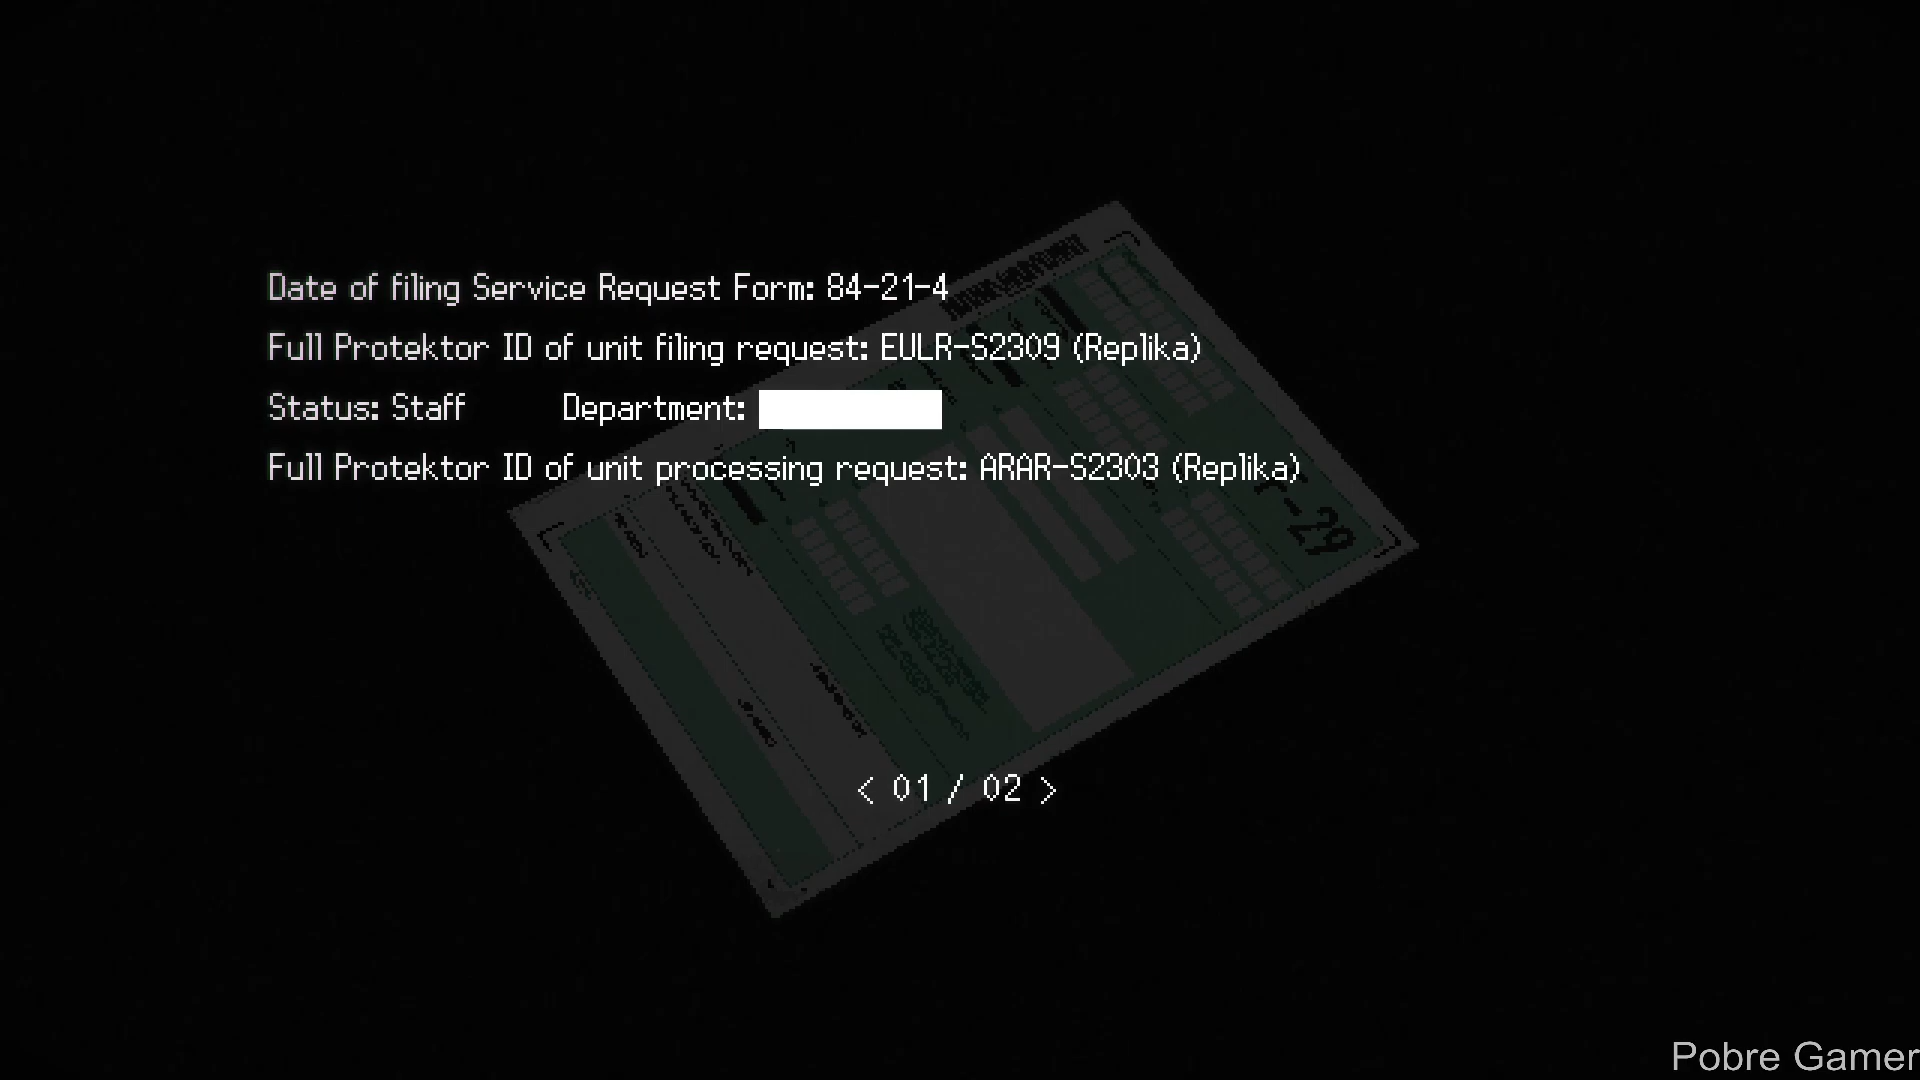 Date of filing Service Request Form: 84-21-4
Full Protektor ID of unit filing request: EULR-S2309 (Replika)
Status: Staff Department:
Full Protektor ID of unit processing request: ARAR-S2303 (Replika)
T-29
< 01 / 02 >
Pobre Gamer